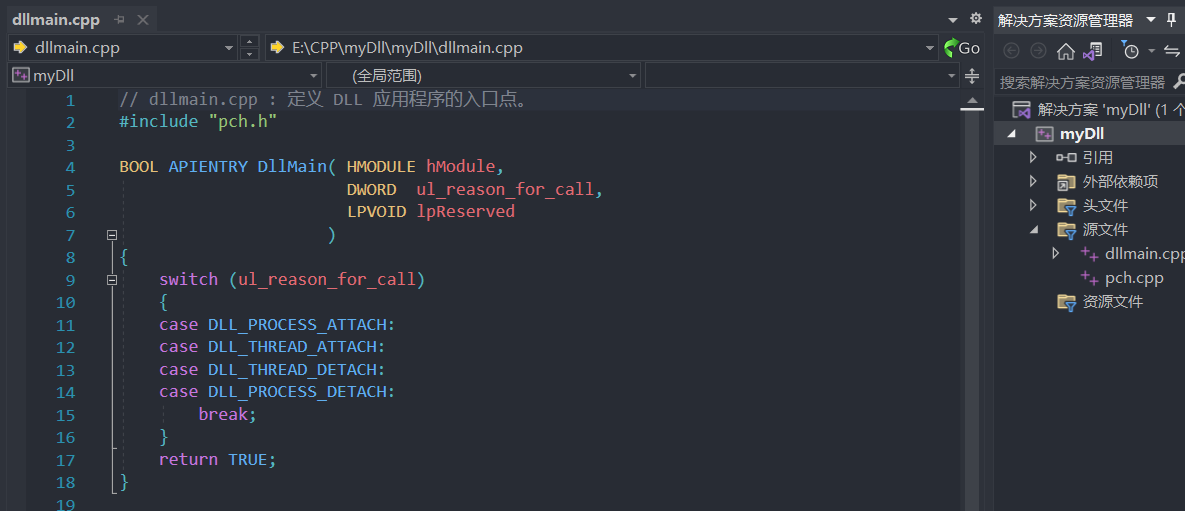 dllmain.cpp
解决方案资源管理器
dllmain.cpp
E:\CPP\myDll\myDll\dllmain.cpp
Go
myDll
(全局范围)
搜索解决方案资源管理器
解决方案 'myDll' (1 个
myDll
引用
外部依赖项
头文件
源文件
dllmain.cpp
pch.cpp
资源文件
1 // dllmain.cpp : 定义 DLL 应用程序的入口点。
2 #include "pch.h"
3
4 BOOL APIENTRY DllMain( HMODULE hModule,
5 DWORD  ul_reason_for_call,
6 LPVOID lpReserved
7 )
8 {
9 switch (ul_reason_for_call)
10 {
11 case DLL_PROCESS_ATTACH:
12 case DLL_THREAD_ATTACH:
13 case DLL_THREAD_DETACH:
14 case DLL_PROCESS_DETACH:
15 break;
16 }
17 return TRUE;
18 }
19